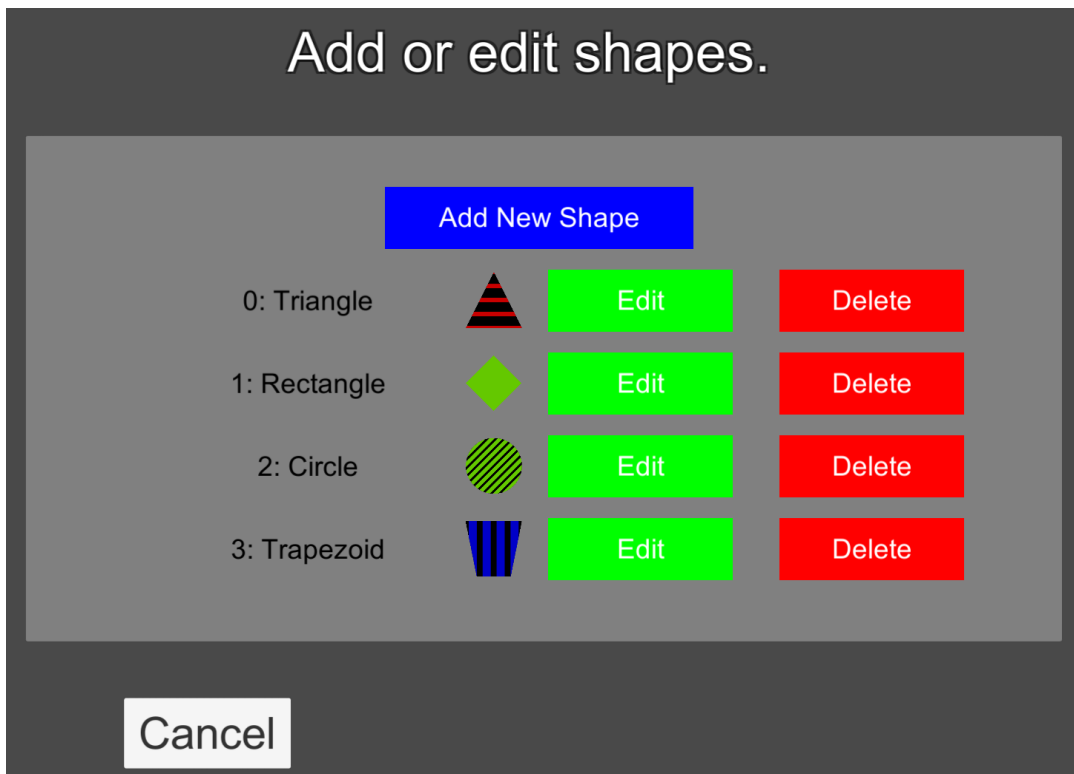 Add or edit shapes.
Add New Shape
0: Triangle Edit Delete
1: Rectangle Edit Delete
2: Circle Edit Delete
3: Trapezoid Edit Delete
Cancel